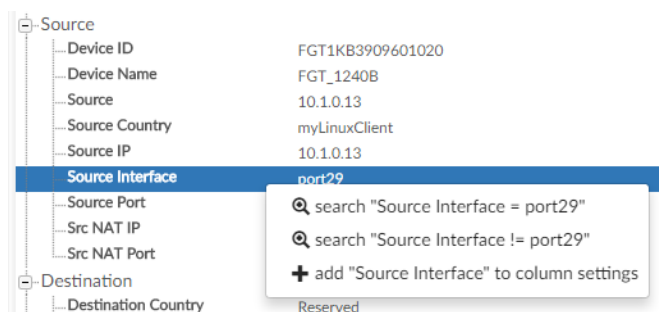 Source
Device ID FGT1KB3909601020
Device Name FGT_1240B
Source 10.1.0.13
Source Country myLinuxClient
Source IP 10.1.0.13
Source Interface port29
Source Port
search "Source Interface = port29"
Src NAT IP
search "Source Interface != port29"
Src NAT Port
add "Source Interface" to column settings
Destination
Destination Country Reserved